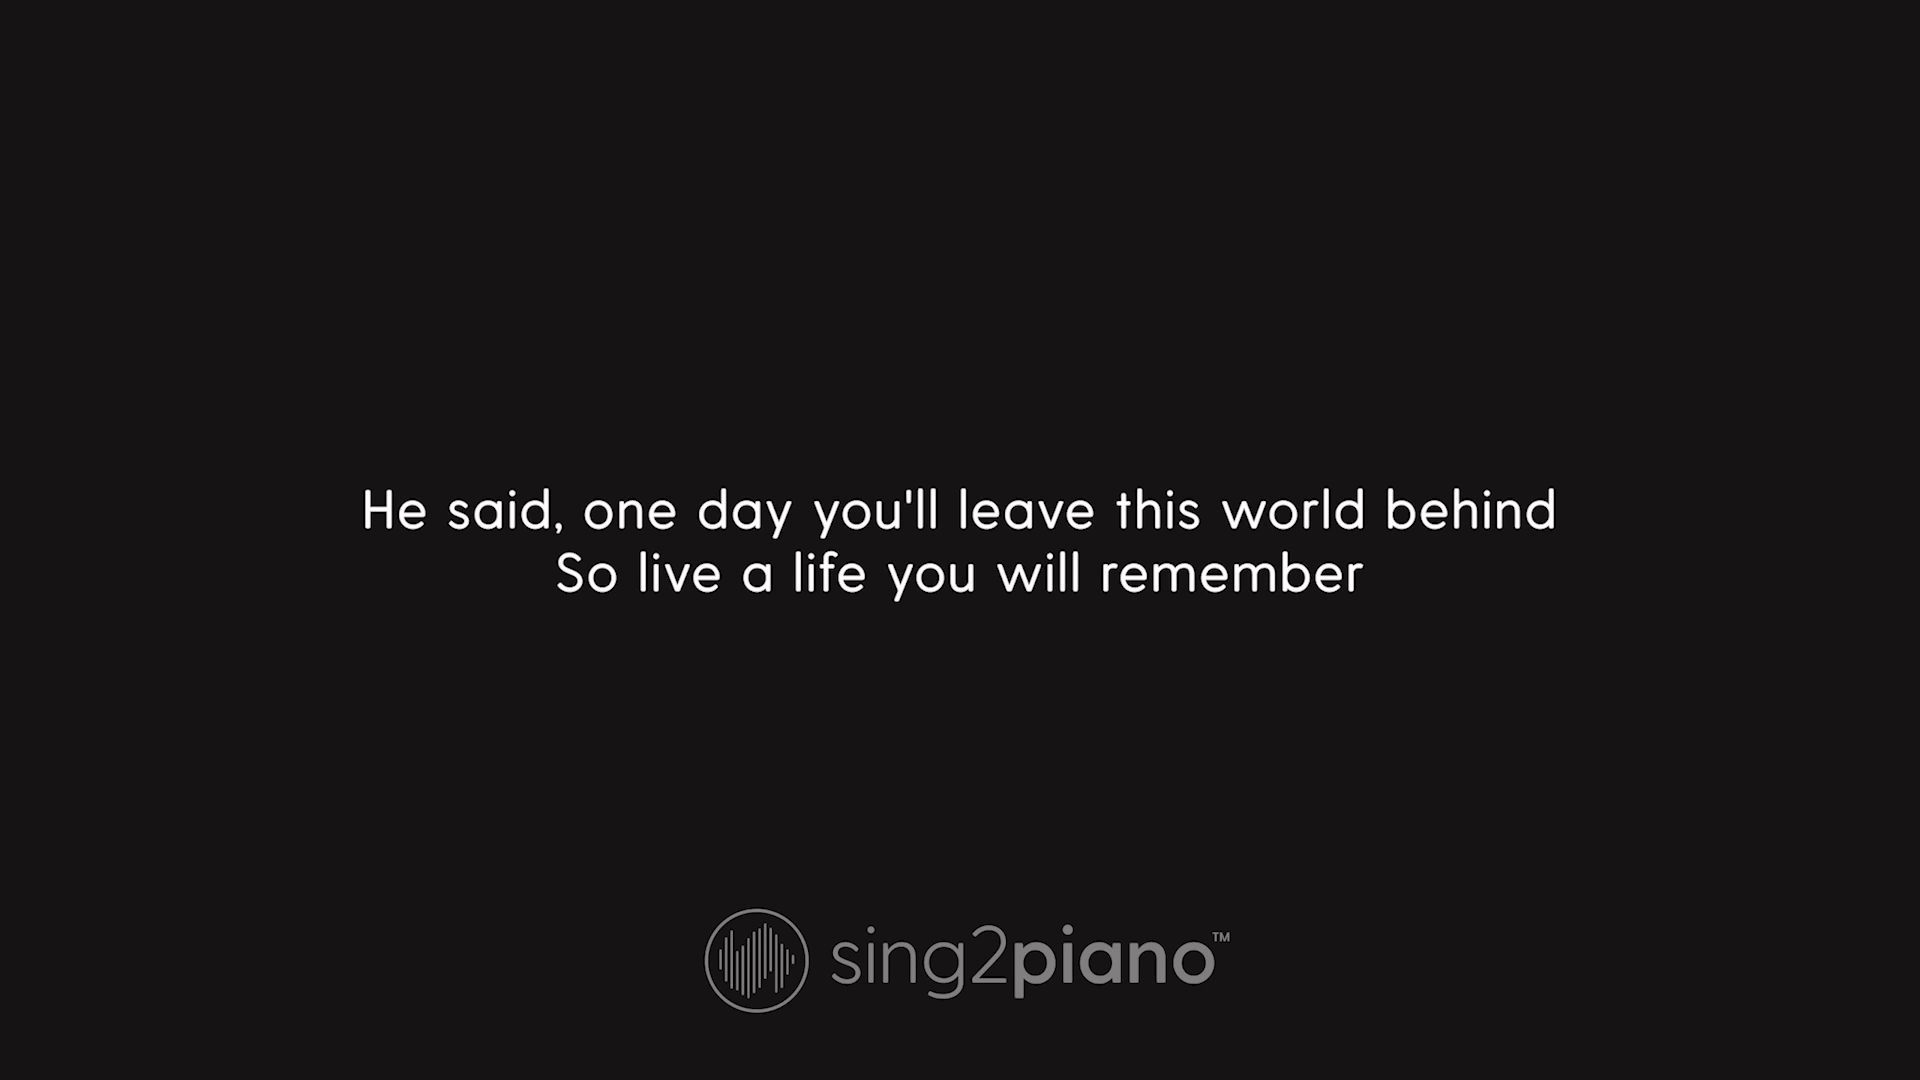 He said, one day you'll leave this world behind
So live a life you will remember
sing2piano™